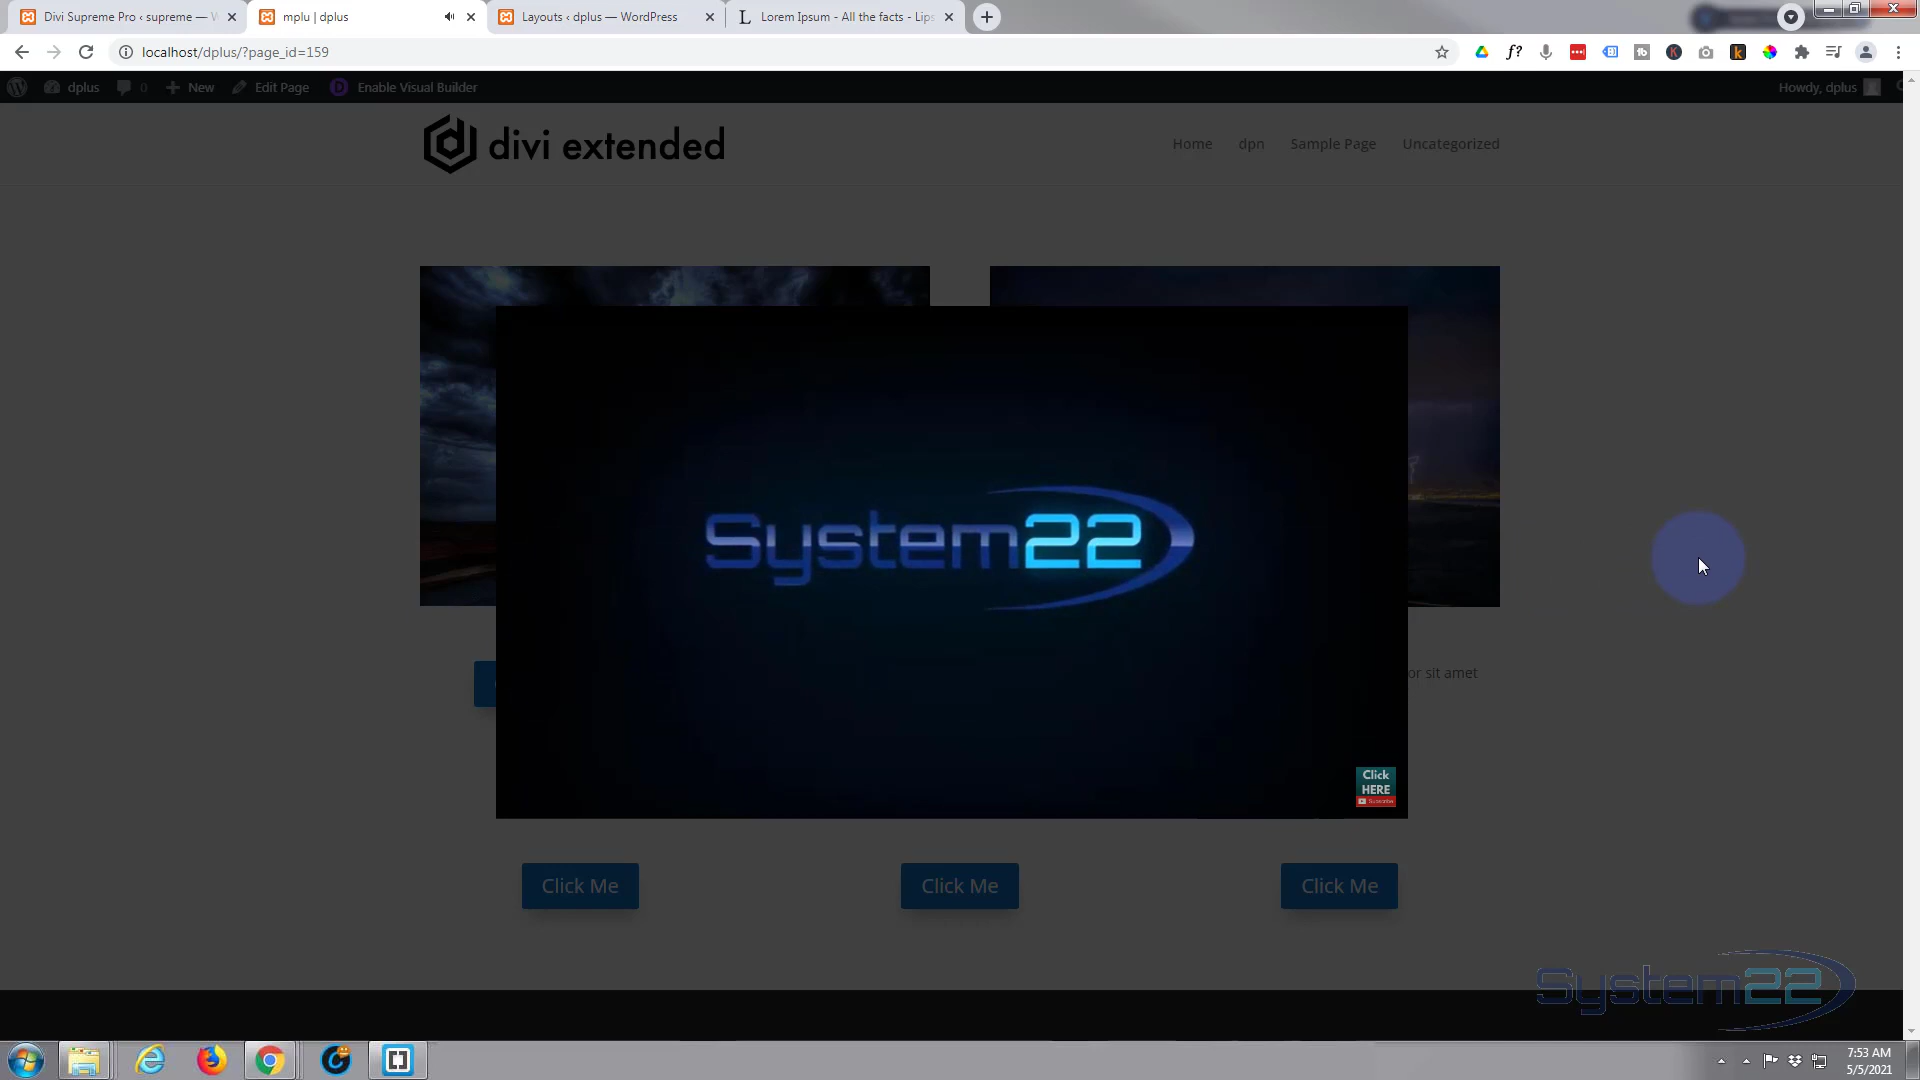 Divi Supreme Pro ‹ supreme — W
mplu | dplus
Layouts ‹ dplus — WordPress
Lorem Ipsum - All the facts - Lips
localhost/dplus/?page_id=159
dplus
0
New
Edit Page
Enable Visual Builder
Howdy, dplus
divi extended
Home
dpn
Sample Page
Uncategorized
System22
or sit amet
Click
HERE
Subscribe
Click Me
Click Me
Click Me
System22
7:53 AM
5/5/2021